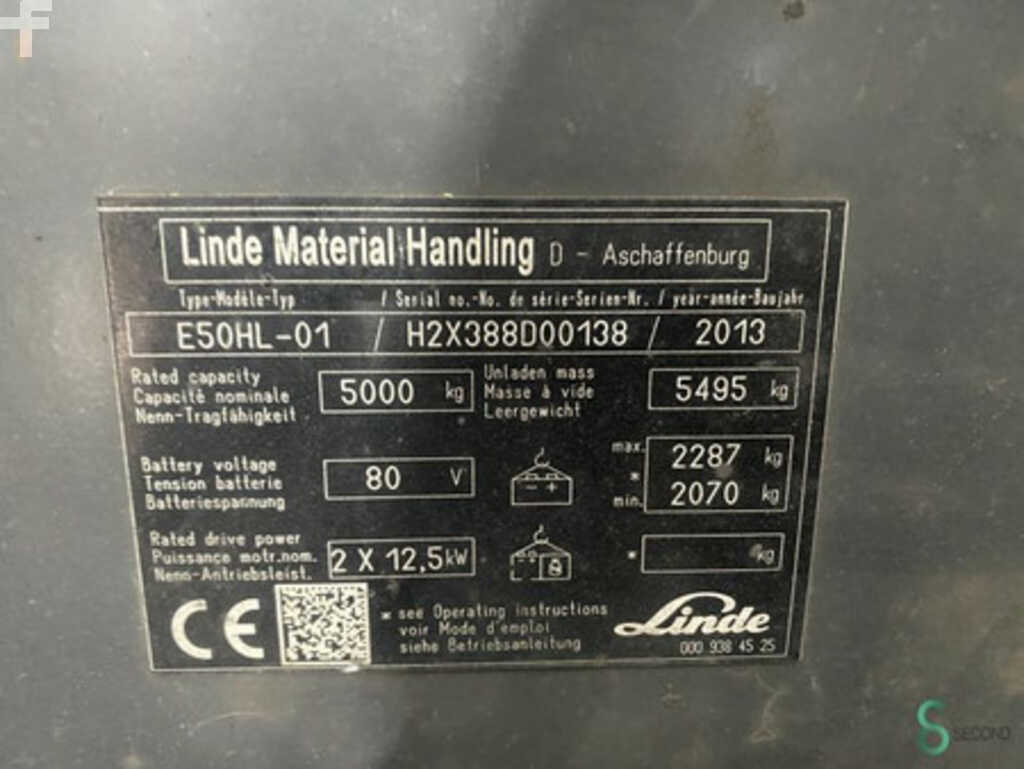 Linde Material Handling D - Aschaffenburg
Type-Modèle-Typ / Serial no.-No. de série-Serien-Nr. / year-année-Baujahr
E50HL-01 / H2X388D00138 / 2013
Rated capacity
Capacité nominale
Nenn-Tragfähigkeit
5000 kg
Unladen mass
Masse à vide
Leergewicht
5495 kg
Battery voltage
Tension batterie
Batteriespannung
80 V
- +
max. 2287 kg
*
min. 2070 kg
Rated drive power
Puissance motr.nom.
Nenn-Antriebsleist.
2 X 12,5 kW
* kg
CE
* see Operating instructions
voir Mode d'emploi
siehe Betriebsanleitung
Linde
000 938 45 25
SECOND